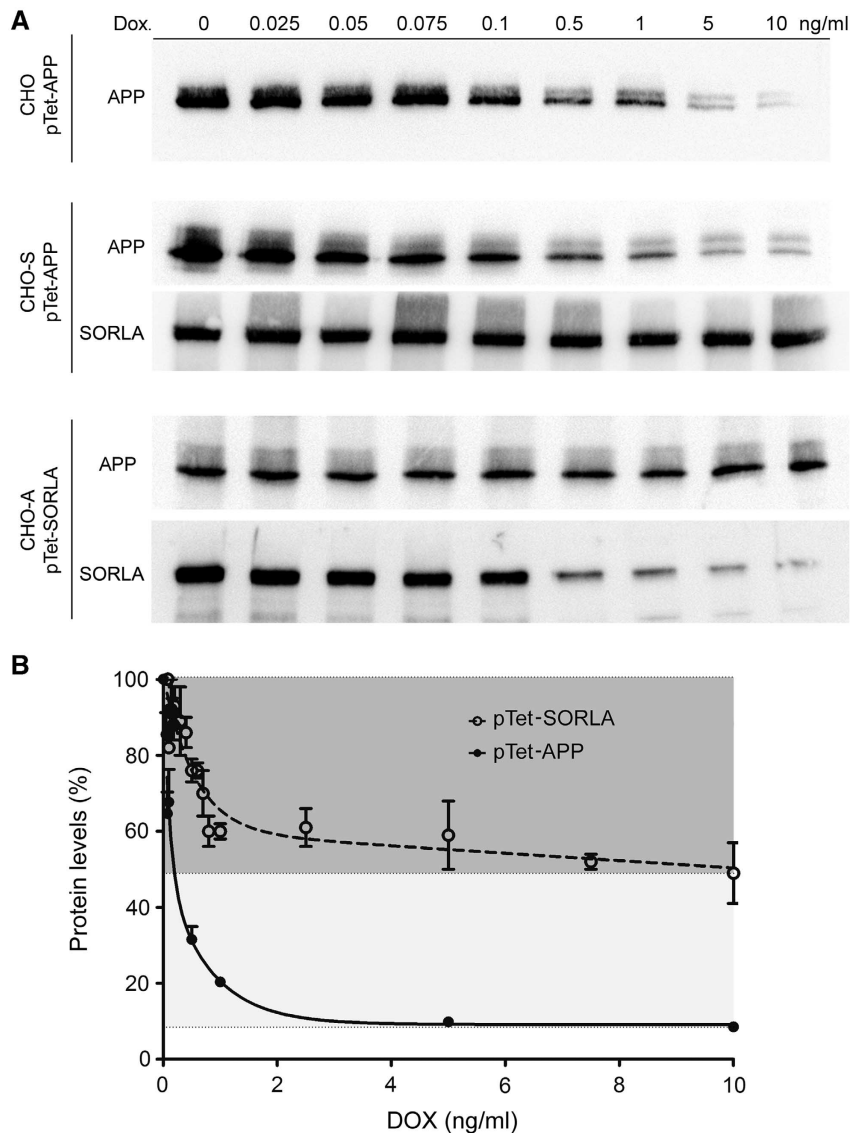 A
Dox. 0 0.025 0.05 0.075 0.1 0.5 1 5 10 ng/ml
CHO
pTet-APP
APP
CHO-S
pTet-APP
APP
SORLA
CHO-A
pTet-SORLA
APP
SORLA
B
Protein levels (%)
100
80
60
40
20
0
pTet-SORLA
pTet-APP
0 2 4 6 8 10
DOX (ng/ml)